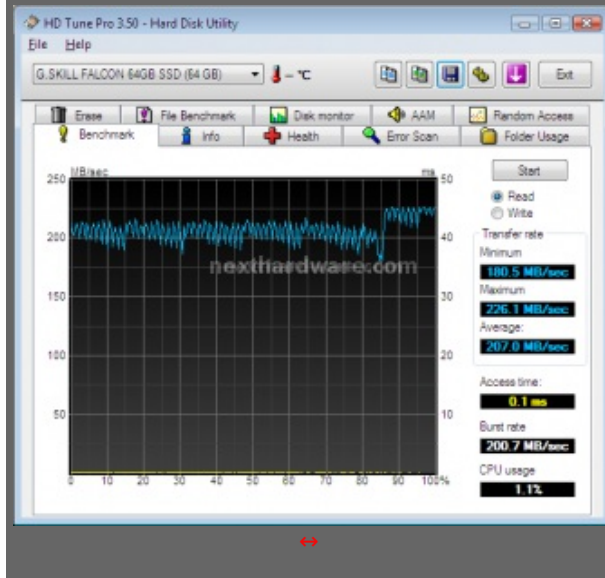 HD Tune Pro 3.50 - Hard Disk Utility
File Help
G.SKILL FALCON 64GB SSD (64 GB) - °C Exit
Erase File Benchmark Disk monitor AAM Random Access
Benchmark Info Health Error Scan Folder Usage
MB/sec ms
250 50
200 40
150 30
100 20
50 10
0 10 20 30 40 50 60 70 80 90 100%
nexthardware.com
Start
Read
Write
Transfer rate
Minimum
180.5 MB/sec
Maximum
226.1 MB/sec
Average:
207.0 MB/sec
Access time:
0.1 ms
Burst rate
200.7 MB/sec
CPU usage
1.1%